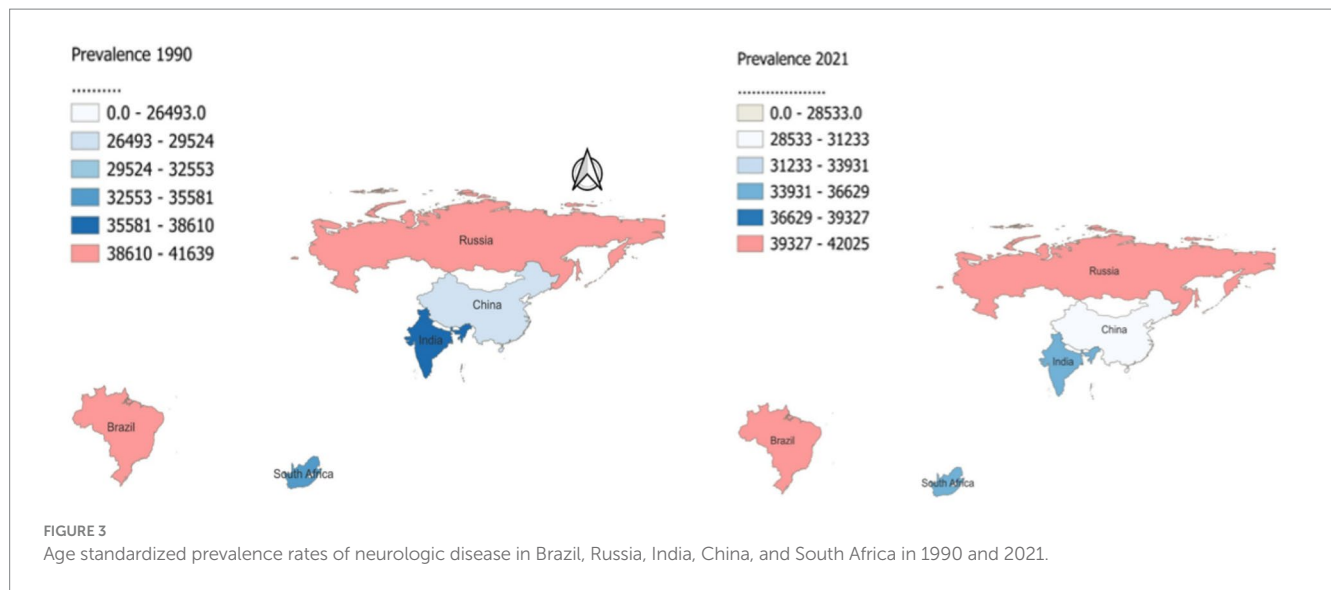 Prevalence 1990
..........
0.0 - 26493.0
26493 - 29524
29524 - 32553
32553 - 35581
35581 - 38610
38610 - 41639
Russia
China
India
Brazil
South Africa
Prevalence 2021
...................
0.0 - 28533.0
28533 - 31233
31233 - 33931
33931 - 36629
36629 - 39327
39327 - 42025
Russia
China
India
Brazil
South Africa
FIGURE 3
Age standardized prevalence rates of neurologic disease in Brazil, Russia, India, China, and South Africa in 1990 and 2021.